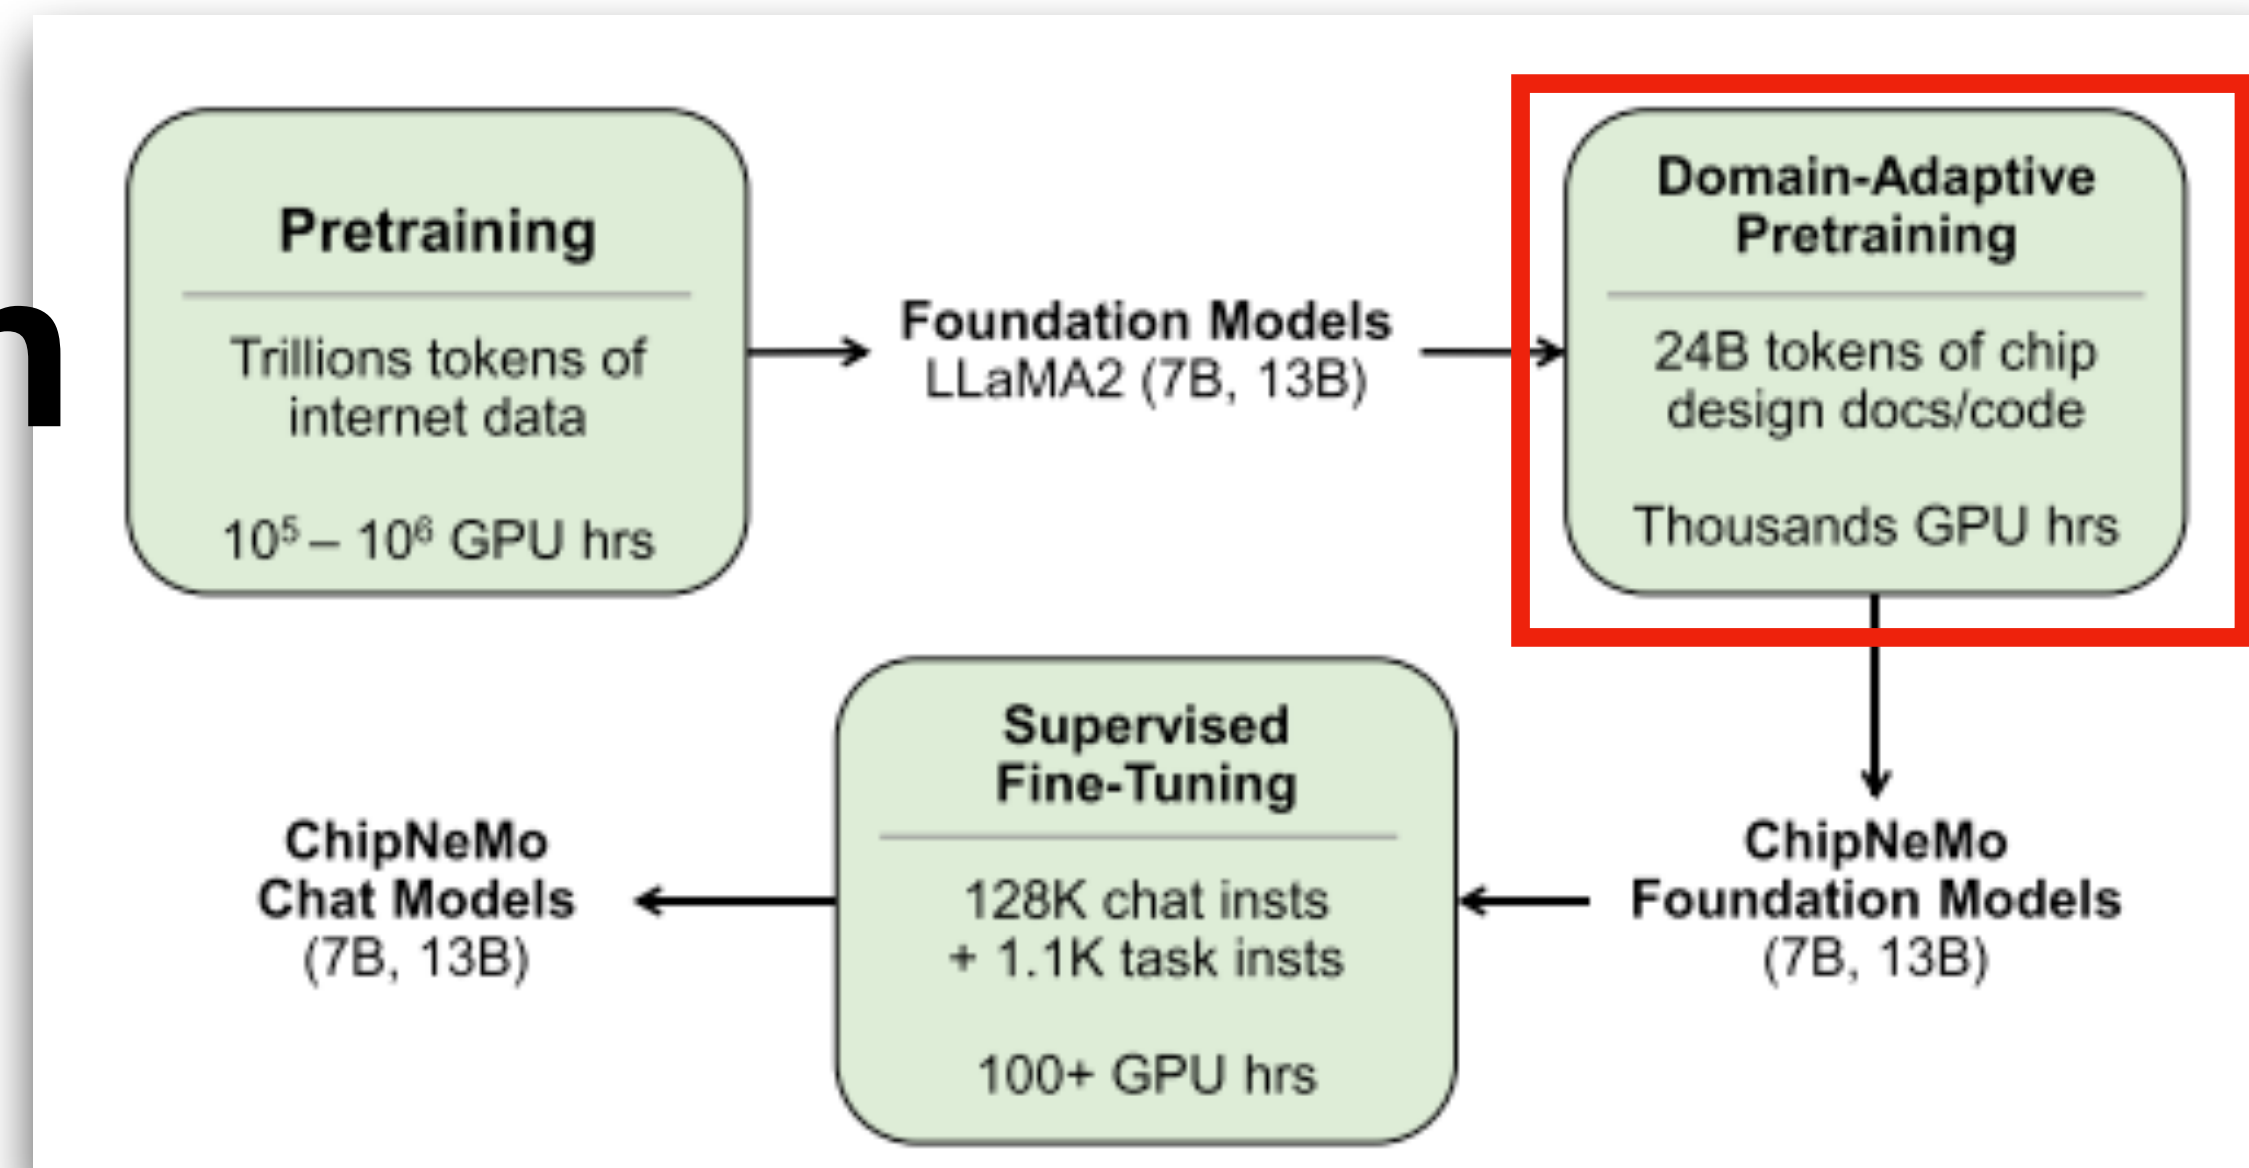 n
Pretraining
Trillions tokens of
internet data
10⁵ – 10⁶ GPU hrs
Foundation Models
LLaMA2 (7B, 13B)
Domain-Adaptive
Pretraining
24B tokens of chip
design docs/code
Thousands GPU hrs
ChipNeMo
Foundation Models
(7B, 13B)
Supervised
Fine-Tuning
128K chat insts
+ 1.1K task insts
100+ GPU hrs
ChipNeMo
Chat Models
(7B, 13B)